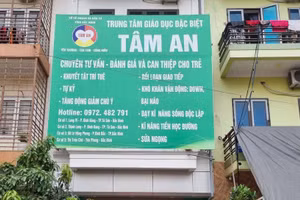 TRUNG TÂM GIÁO DỤC ĐẶC BIỆT
TÂM AN
CHUYÊN TƯ VẤN - ĐÁNH GIÁ VÀ CAN THIỆP CHO TRẺ
- KHUYẾT TẬT TRÍ TUỆ
- TỰ KỶ
- TĂNG ĐỘNG GIẢM CHÚ Ý
- RỐI LOẠN GIAO TIẾP
- KHÓ KHĂN VẬN ĐỘNG: DOWN,
BẠI NÃO
- DẠY KĨ NĂNG SỐNG ĐỘC LẬP
- KĨ NĂNG TIỀN HỌC ĐƯỜNG
- SỬA NGỌNG
Hotline: 0972. 482 791